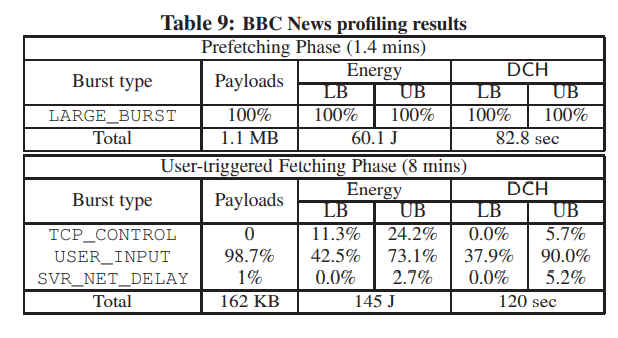 Table 9: BBC News profiling results
Prefetching Phase (1.4 mins)
Burst type Payloads Energy DCH
LB UB LB UB
LARGE_BURST 100% 100% 100% 100% 100%
Total 1.1 MB 60.1 J 82.8 sec
User-triggered Fetching Phase (8 mins)
Burst type Payloads Energy DCH
LB UB LB UB
TCP_CONTROL 0 11.3% 24.2% 0.0% 5.7%
USER_INPUT 98.7% 42.5% 73.1% 37.9% 90.0%
SVR_NET_DELAY 1% 0.0% 2.7% 0.0% 5.2%
Total 162 KB 145 J 120 sec